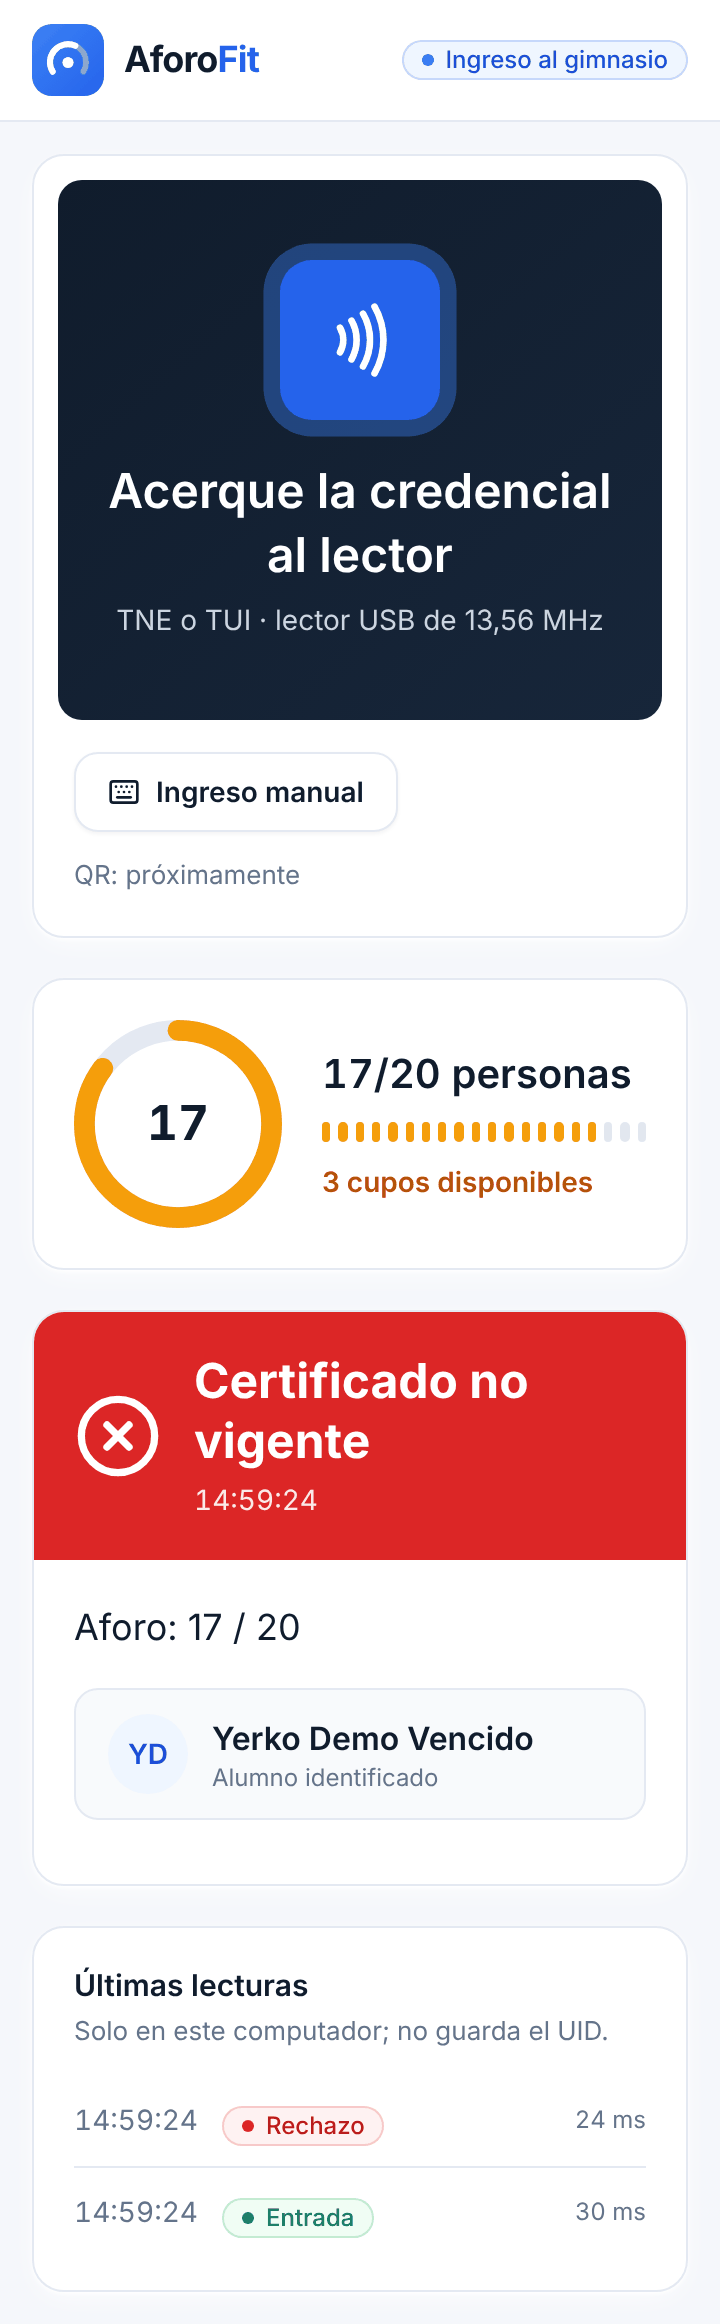 AforoFit
Ingreso al gimnasio
Acerque la credencial
al lector
TNE o TUI · lector USB de 13,56 MHz
Ingreso manual
QR: próximamente
17
17/20 personas
3 cupos disponibles
Certificado no
vigente
14:59:24
Aforo: 17 / 20
YD
Yerko Demo Vencido
Alumno identificado
Últimas lecturas
Solo en este computador; no guarda el UID.
14:59:24 Rechazo 24 ms
14:59:24 Entrada 30 ms